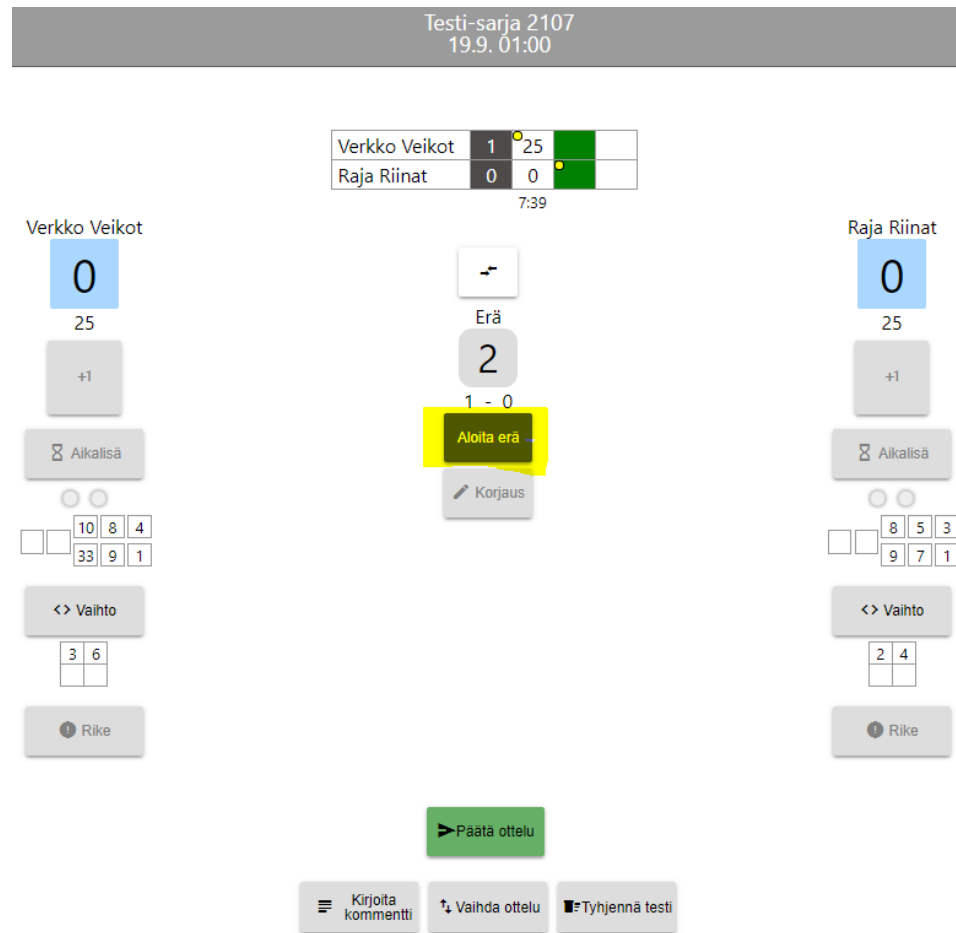 Testi-sarja 2107
19.9. 01:00
Verkko Veikot 1 25
Raja Riinat 0 0
7:39
Verkko Veikot
0
25
+1
Aikalisä
10 8 4
33 9 1
<> Vaihto
3 6
Rike
Erä
2
1 - 0
Aloita erä
Korjaus
Raja Riinat
0
25
+1
Aikalisä
8 5 3
9 7 1
<> Vaihto
2 4
Rike
Päätä ottelu
Kirjoita
kommentti
Vaihda ottelu
Tyhjennä testi